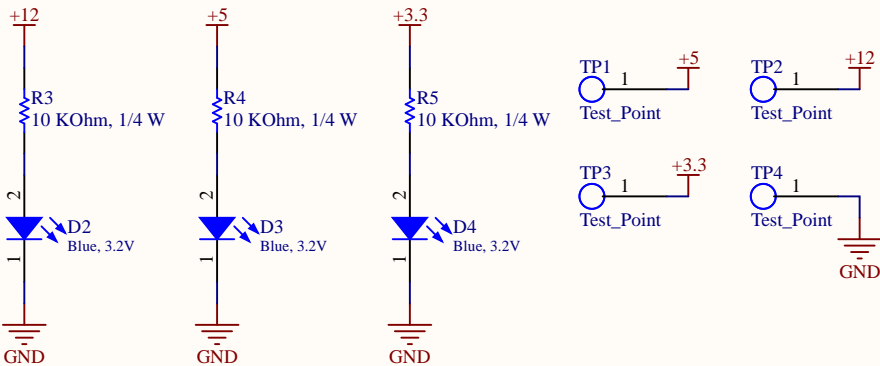 +12
R3
10 KOhm, 1/4 W
2
D2
Blue, 3.2V
1
GND
+5
R4
10 KOhm, 1/4 W
2
D3
Blue, 3.2V
1
GND
+3.3
R5
10 KOhm, 1/4 W
2
D4
Blue, 3.2V
1
GND
TP1
1
+5
Test_Point
TP2
1
+12
Test_Point
TP3
1
+3.3
Test_Point
TP4
1
Test_Point
GND